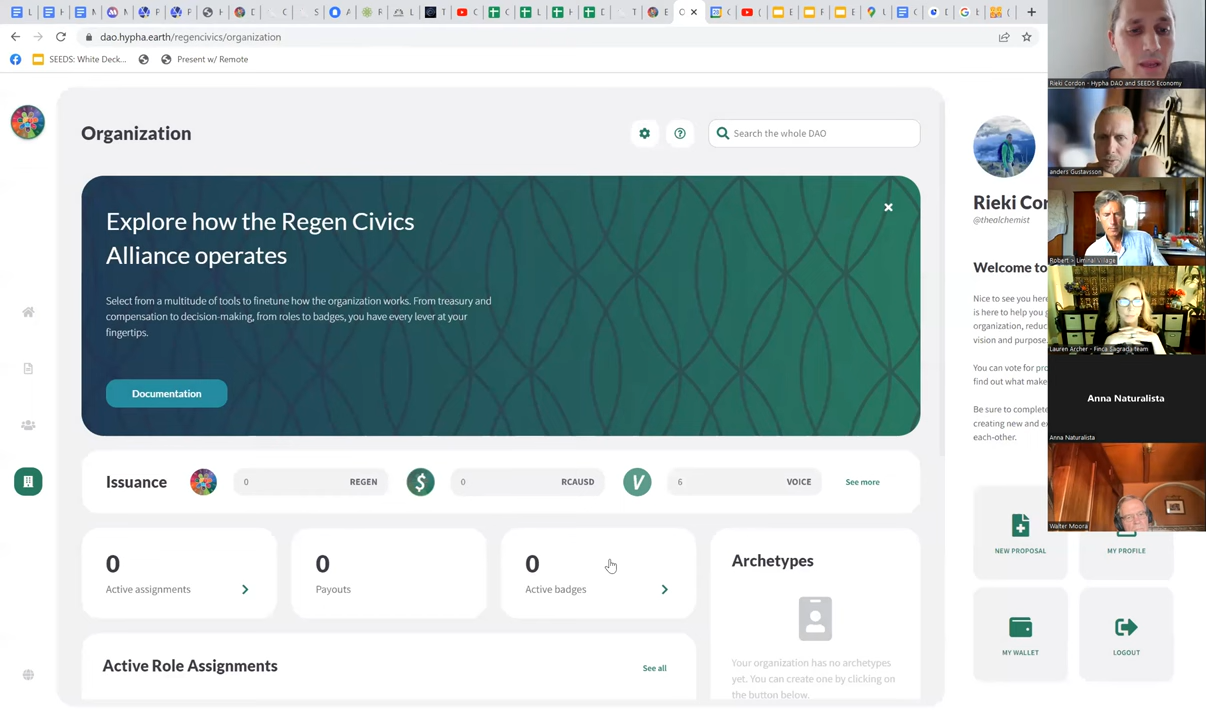 dao.hypha.earth/regencivics/organization
SEEDS: White Deck...
Present w/ Remote
Organization
Search the whole DAO
Explore how the Regen Civics
Alliance operates
Select from a multitude of tools to finetune how the organization works. From treasury and
compensation to decision-making, from roles to badges, you have every lever at your
fingertips.
Documentation
Issuance
0 REGEN
$
0 RCAUSD
V
6 VOICE
See more
0
Active assignments
0
Payouts
0
Active badges
Archetypes
Your organization has no archetypes
yet. You can create one by clicking on
the button below.
Active Role Assignments
See all
Rieki Cor
@thealchemist
Welcome to
Nice to see you here
is here to help you g
organization, reduc
vision and purpose.
You can vote for pro
find out what make
Be sure to complete
creating new and ex
each-other.
NEW PROPOSAL
MY PROFILE
MY WALLET
LOGOUT
Rieki Cordon - Hypha DAO and SEEDS Economy
anders Gustavsson
Robert - Liminal Village
Lauren Archer - Finca Sagrada team
Anna Naturalista
Anna Naturalista
Walter Moora